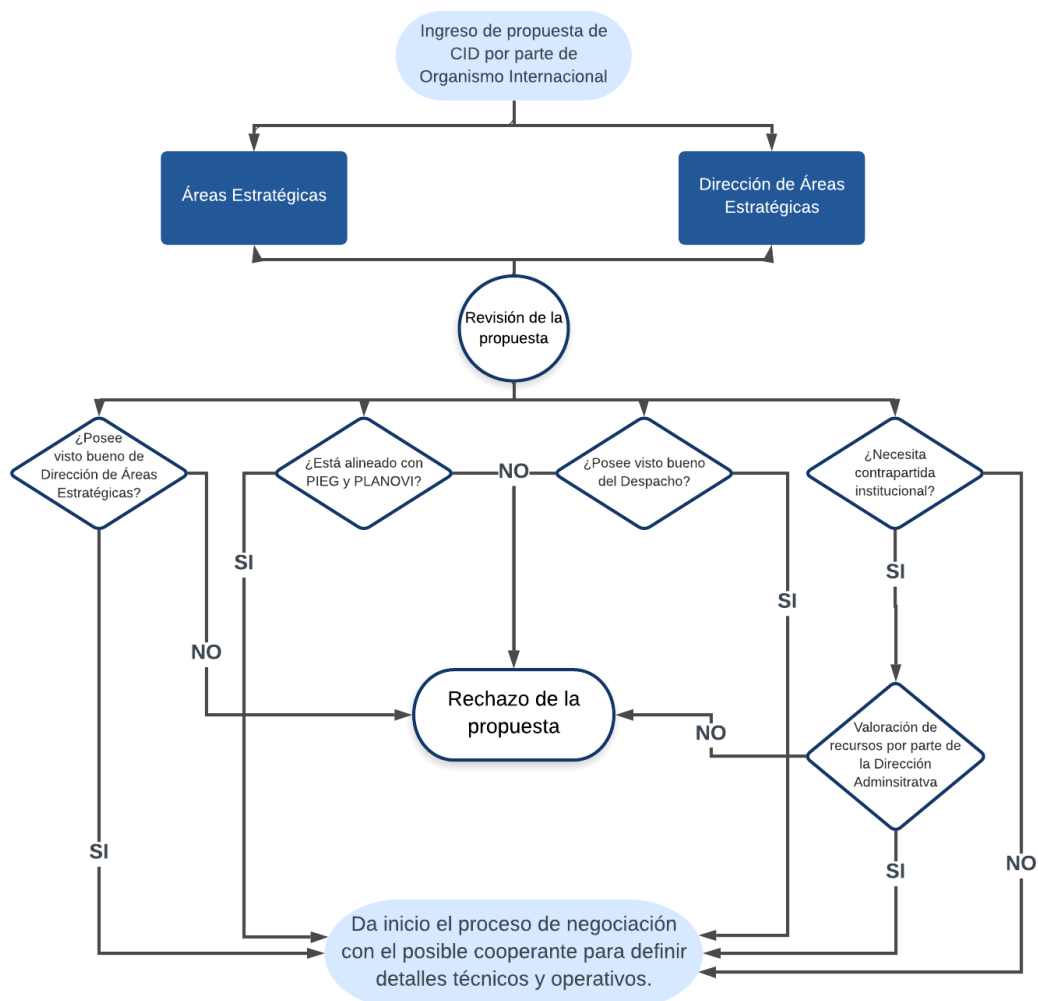 Ingreso de propuesta de
CID por parte de
Organismo Internacional
Áreas Estratégicas
Dirección de Áreas
Estratégicas
Revisión de la
propuesta
¿Posee
visto bueno de
Dirección de Áreas
Estratégicas?
¿Está alineado con
PIEG y PLANOVI?
NO
¿Posee visto bueno
del Despacho?
¿Necesita
contrapartida
institucional?
SI
SI
SI
NO
Rechazo de la
propuesta
NO
Valoración de
recursos por parte de
la Dirección
Adminsitratva
SI
SI
NO
Da inicio el proceso de negociación
con el posible cooperante para definir
detalles técnicos y operativos.